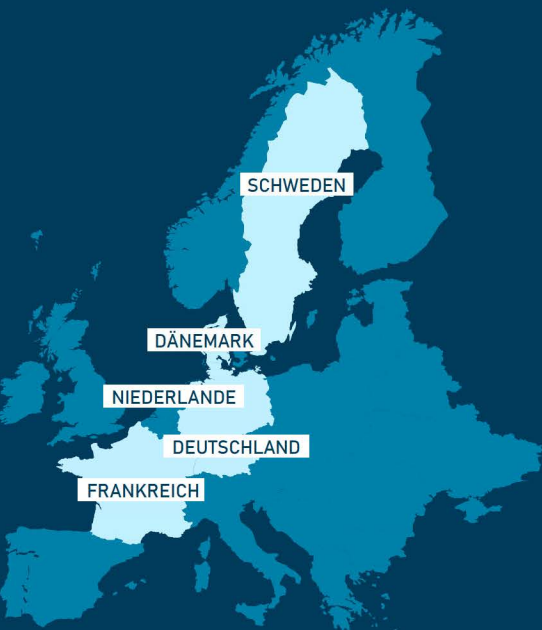 SCHWEDEN
DÄNEMARK
NIEDERLANDE
DEUTSCHLAND
FRANKREICH